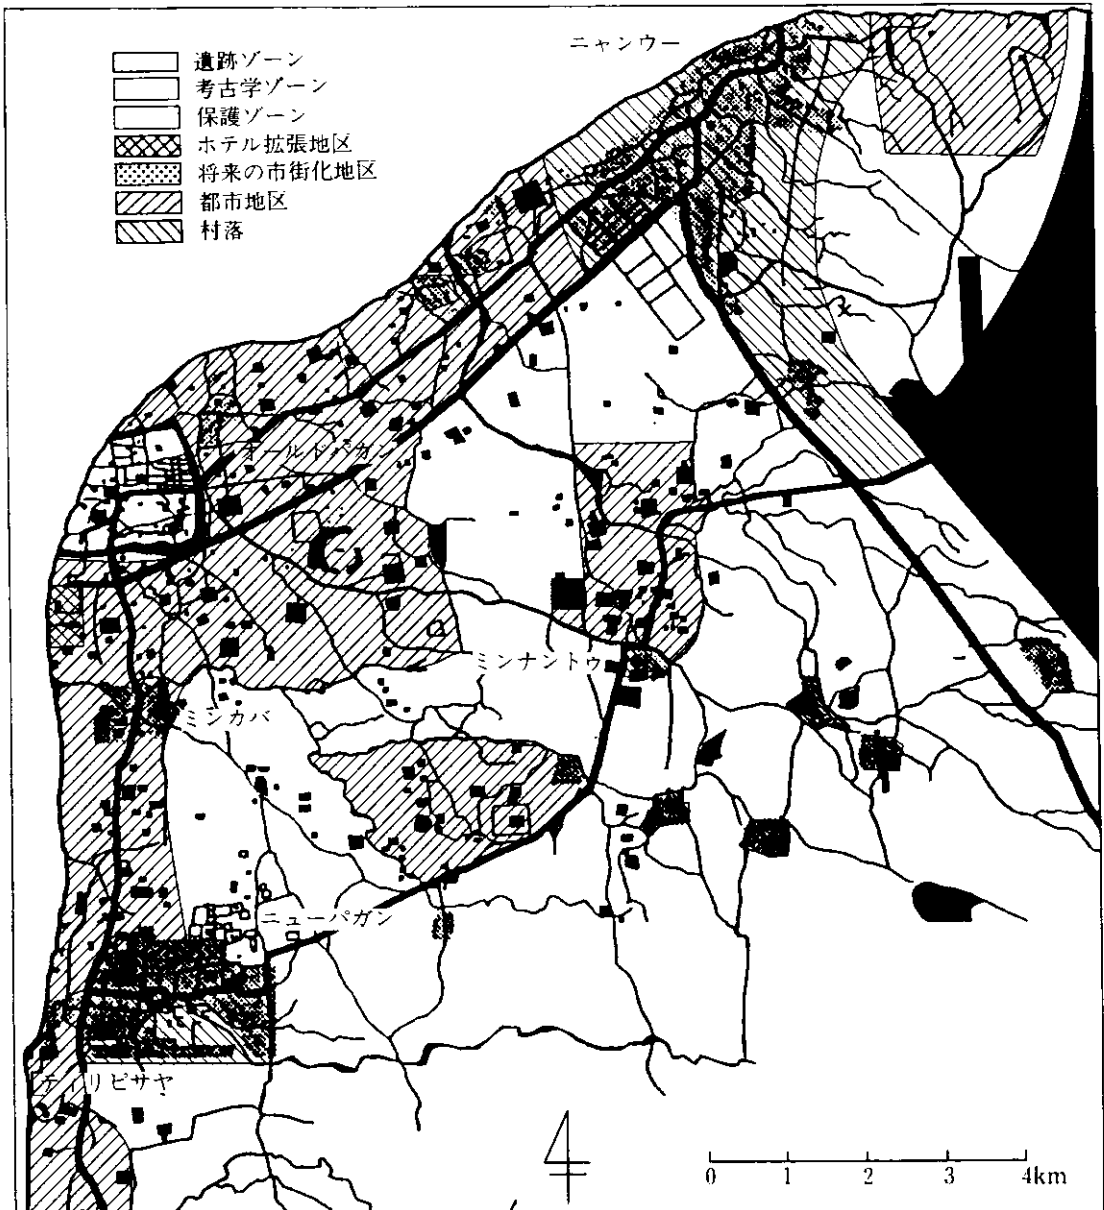 ニャンウー
遺跡ゾーン
考古学ゾーン
保護ゾーン
ホテル拡張地区
将来の市街化地区
都市地区
村落
オールドパガン
ミンナントゥ
ミンカバ
ニューパガン
ティリピサヤ
0 1 2 3 4km